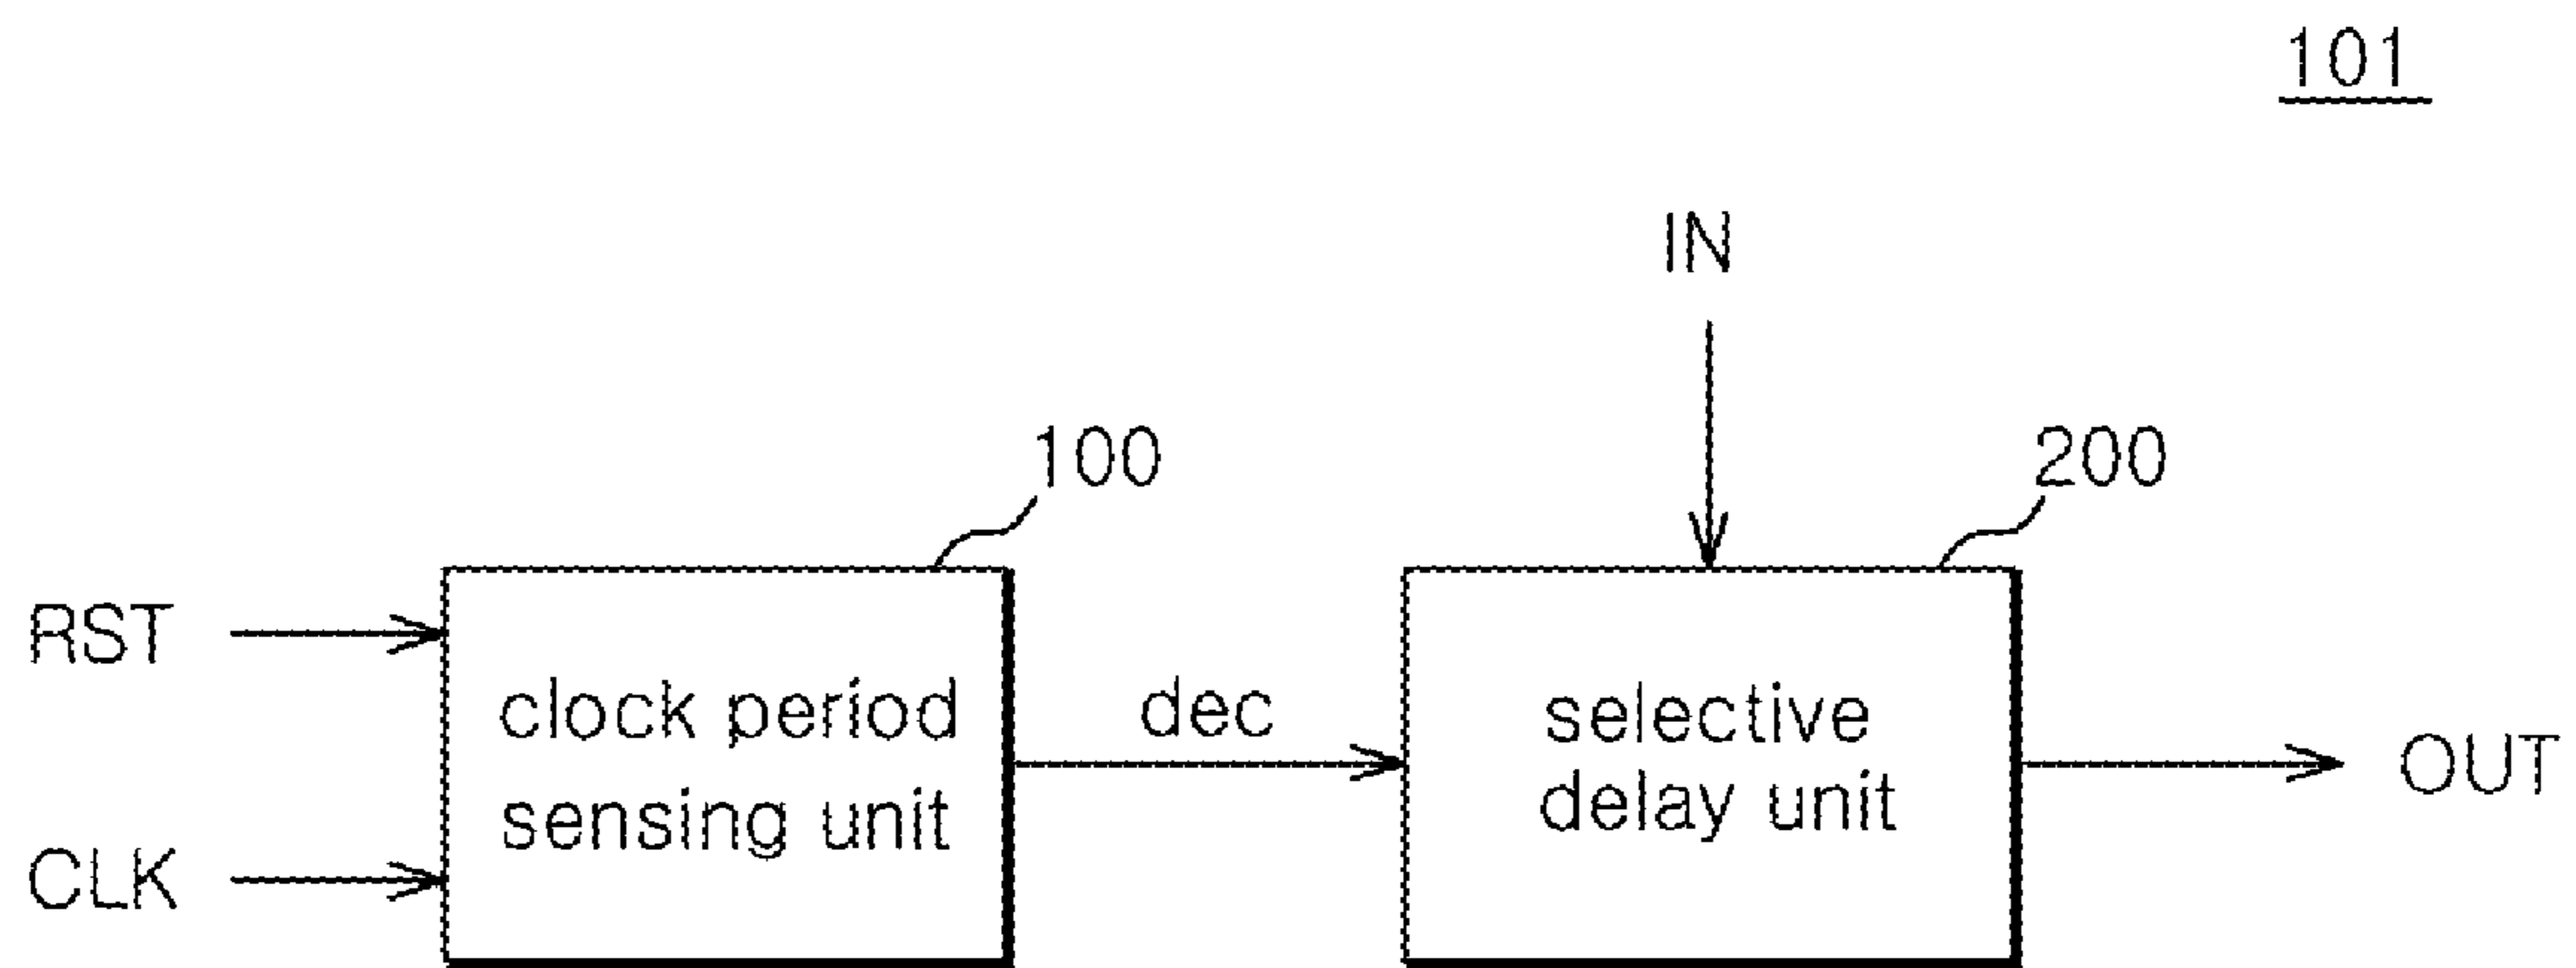 101
IN
100
200
RST
clock period
sensing unit
dec
selective
delay unit
OUT
CLK